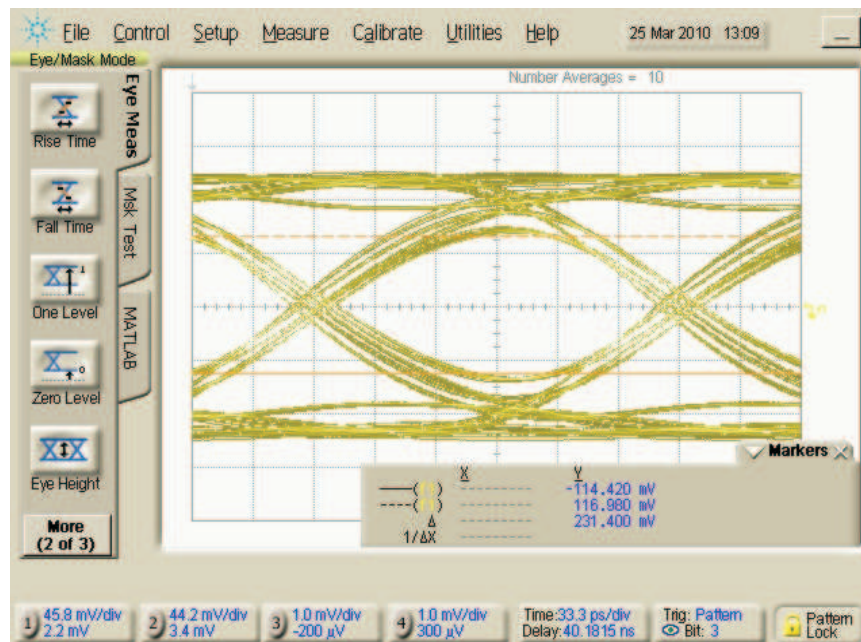 File Control Setup Measure Calibrate Utilities Help 25 Mar 2010 13:09
Eye/Mask Mode
Number Averages = 10
Eye Meas
Msk Test
MATLAB
Rise Time
Fall Time
One Level
Zero Level
Eye Height
More
(2 of 3)
Markers
X Y
(f1) -114.420 mV
(f1) 116.980 mV
Δ 231.400 mV
1/ΔX
1 45.8 mV/div 2 44.2 mV/div 3 1.0 mV/div 4 1.0 mV/div Time:33.3 ps/div Trig: Pattern Pattern
2.2 mV 3.4 mV -200 μV 300 μV Delay:40.1815 ns Bit: 3 Lock